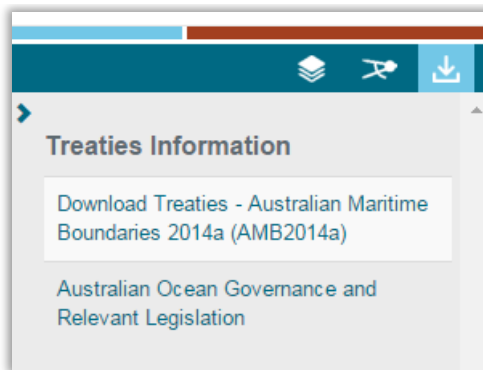 Treaties Information
Download Treaties - Australian Maritime
Boundaries 2014a (AMB2014a)
Australian Ocean Governance and
Relevant Legislation